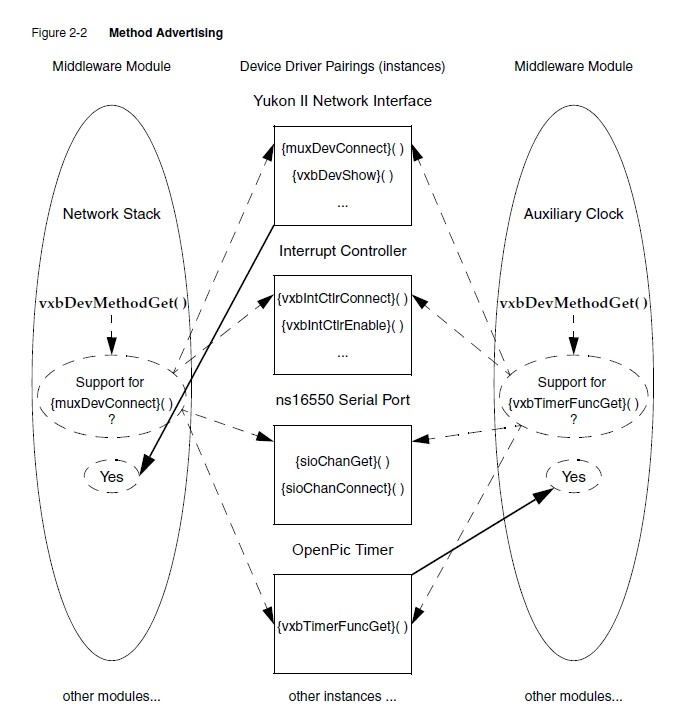 Figure 2-2 Method Advertising
Middleware Module
Device Driver Pairings (instances)
Middleware Module
Yukon II Network Interface
{muxDevConnect}( )
{vxbDevShow}( )
...
Network Stack
Auxiliary Clock
Interrupt Controller
vxbDevMethodGet( )
{vxbIntCtlrConnect}( )
{vxbIntCtlrEnable}( )
...
vxbDevMethodGet( )
Support for
{muxDevConnect}( )
?
ns16550 Serial Port
Support for
{vxbTimerFuncGet}( )
?
Yes
{sioChanGet}( )
{sioChanConnect}( )
Yes
OpenPic Timer
{vxbTimerFuncGet}( )
other modules...
other instances ...
other modules...